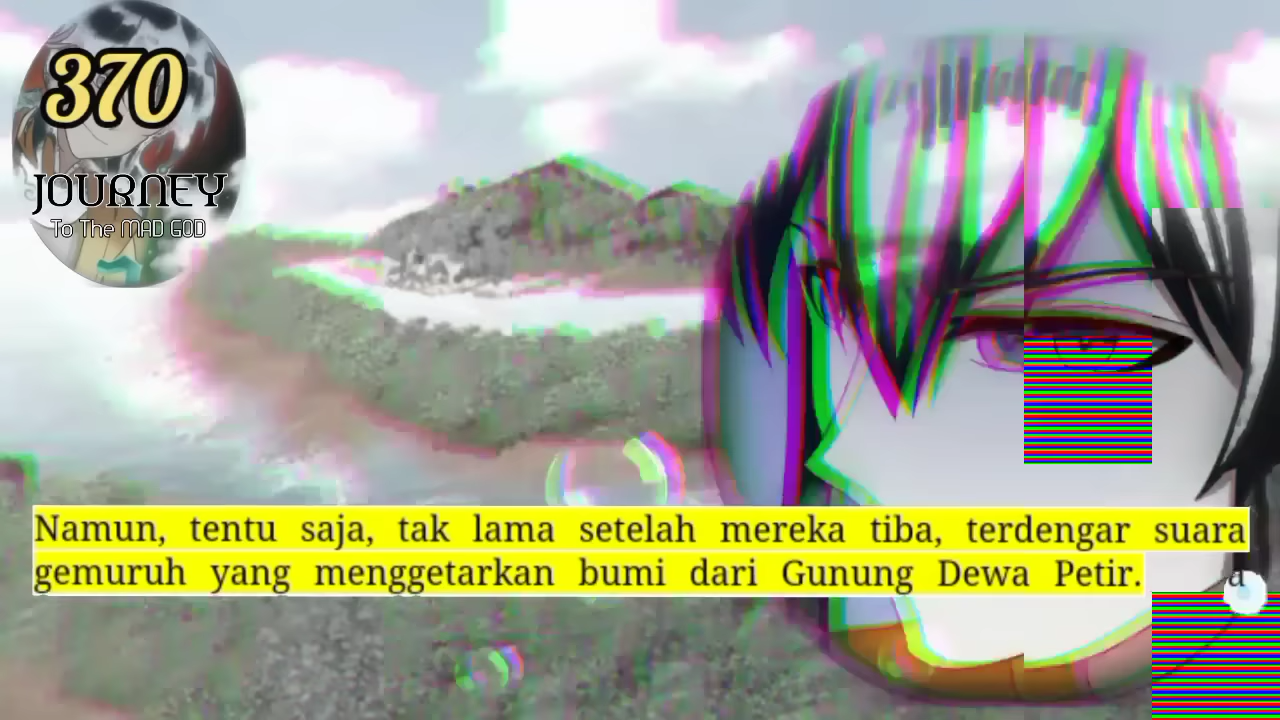 370
JOURNEY
To The MAD GOD
Namun, tentu saja, tak lama setelah mereka tiba, terdengar suara
gemuruh yang menggetarkan bumi dari Gunung Dewa Petir.